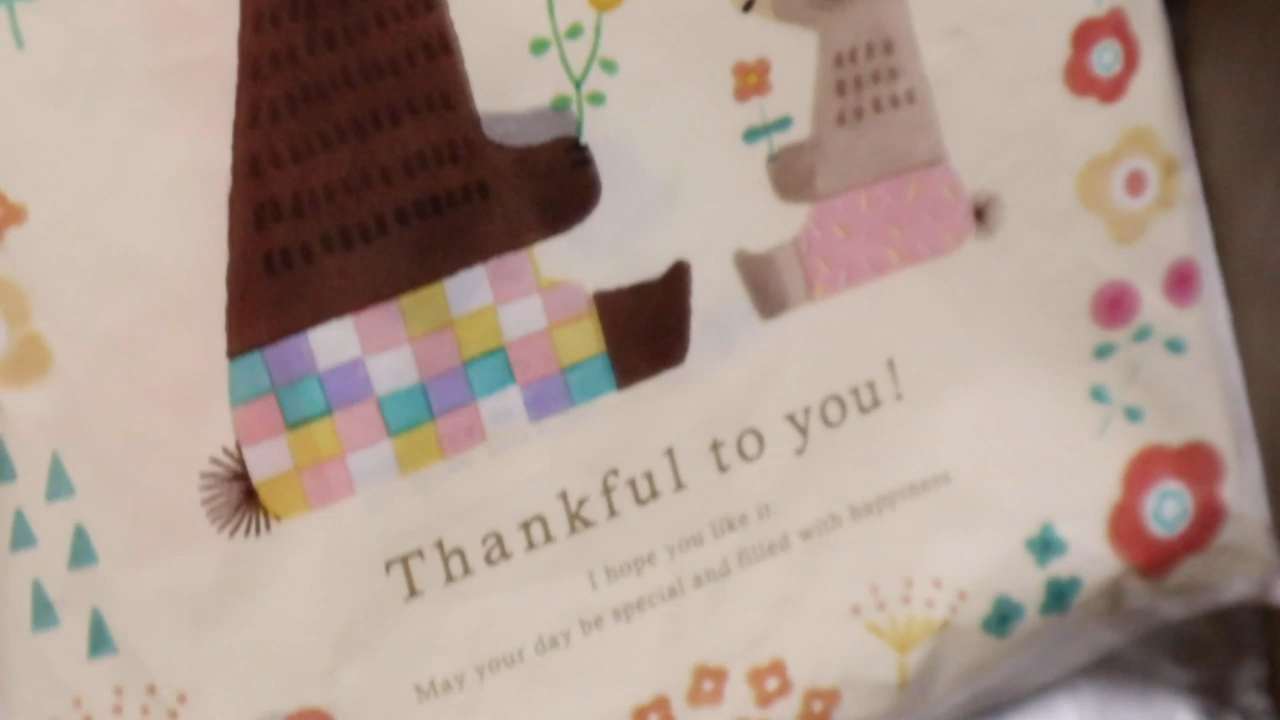 Thankful to you!
I hope you like it.
May your day be special and filled with happiness.